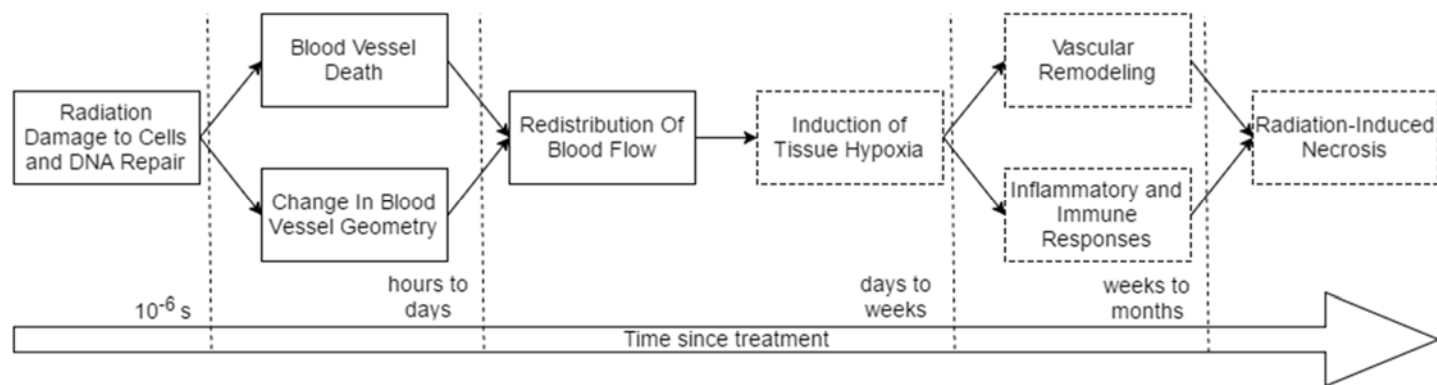 Radiation
Damage to Cells
and DNA Repair
Blood Vessel
Death
Change In Blood
Vessel Geometry
Redistribution Of
Blood Flow
Induction of
Tissue Hypoxia
Vascular
Remodeling
Inflammatory and
Immune
Responses
Radiation-Induced
Necrosis
10⁻⁶ s
hours to
days
days to
weeks
weeks to
months
Time since treatment